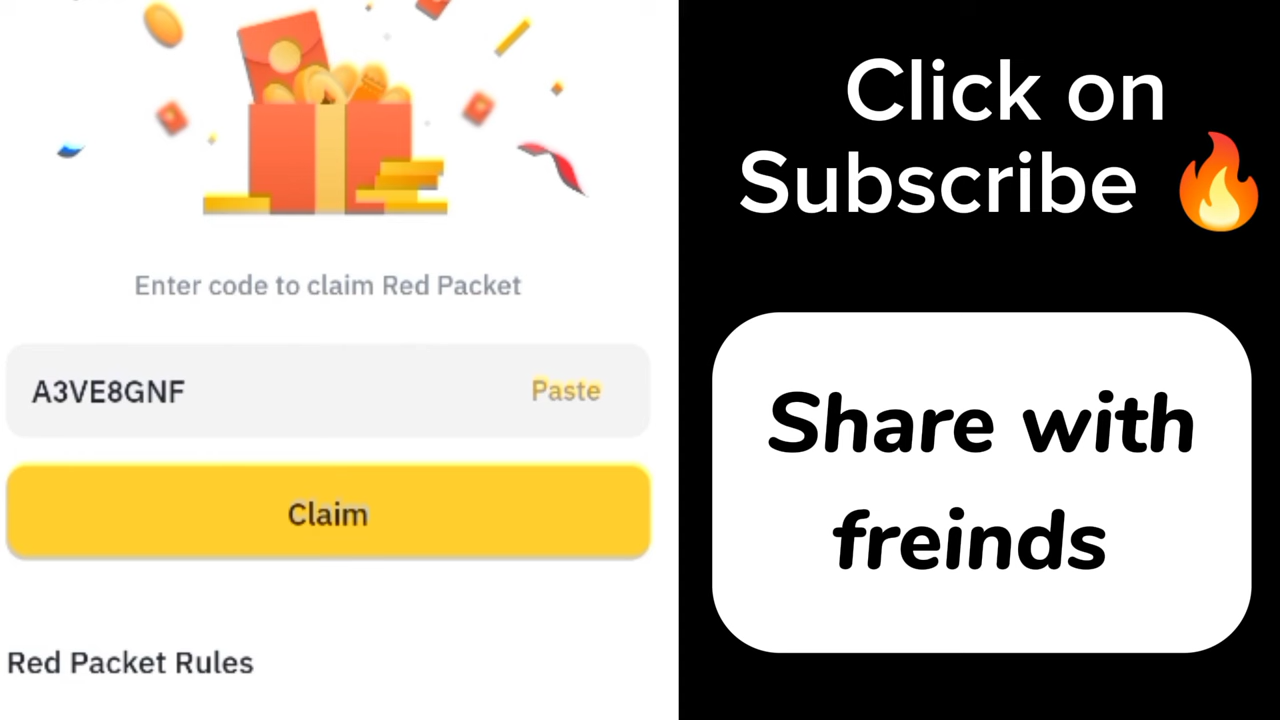 Enter code to claim Red Packet
A3VE8GNF
Paste
Claim
Red Packet Rules
Click on
Subscribe 🔥
Share with
freinds